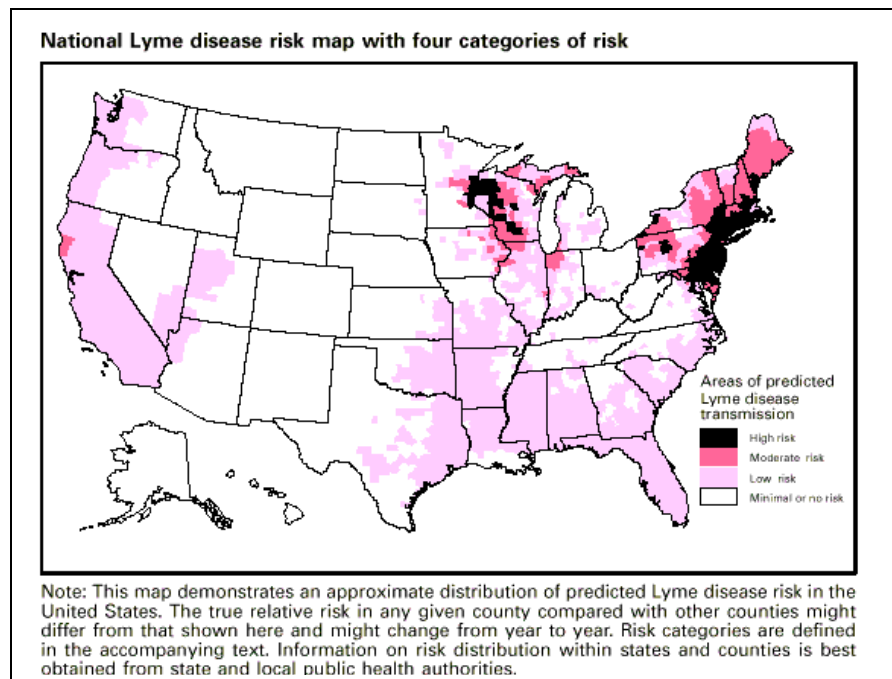 National Lyme disease risk map with four categories of risk
Areas of predicted
Lyme disease
transmission
High risk
Moderate risk
Low risk
Minimal or no risk
Note: This map demonstrates an approximate distribution of predicted Lyme disease risk in the
United States. The true relative risk in any given county compared with other counties might
differ from that shown here and might change from year to year. Risk categories are defined
in the accompanying text. Information on risk distribution within states and counties is best
obtained from state and local public health authorities.